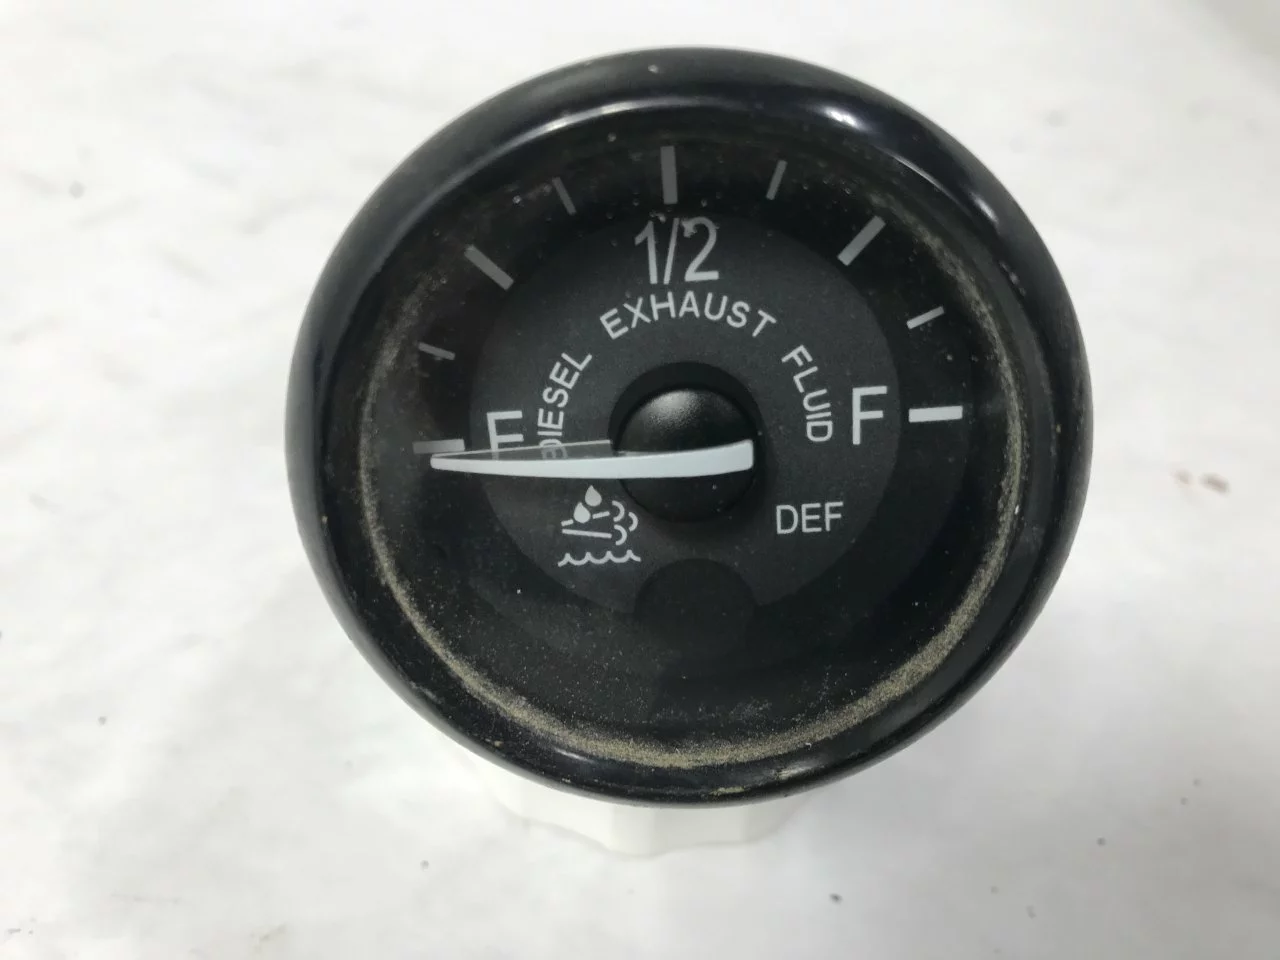 1/2
DIESEL EXHAUST FLUID
E
F
DEF